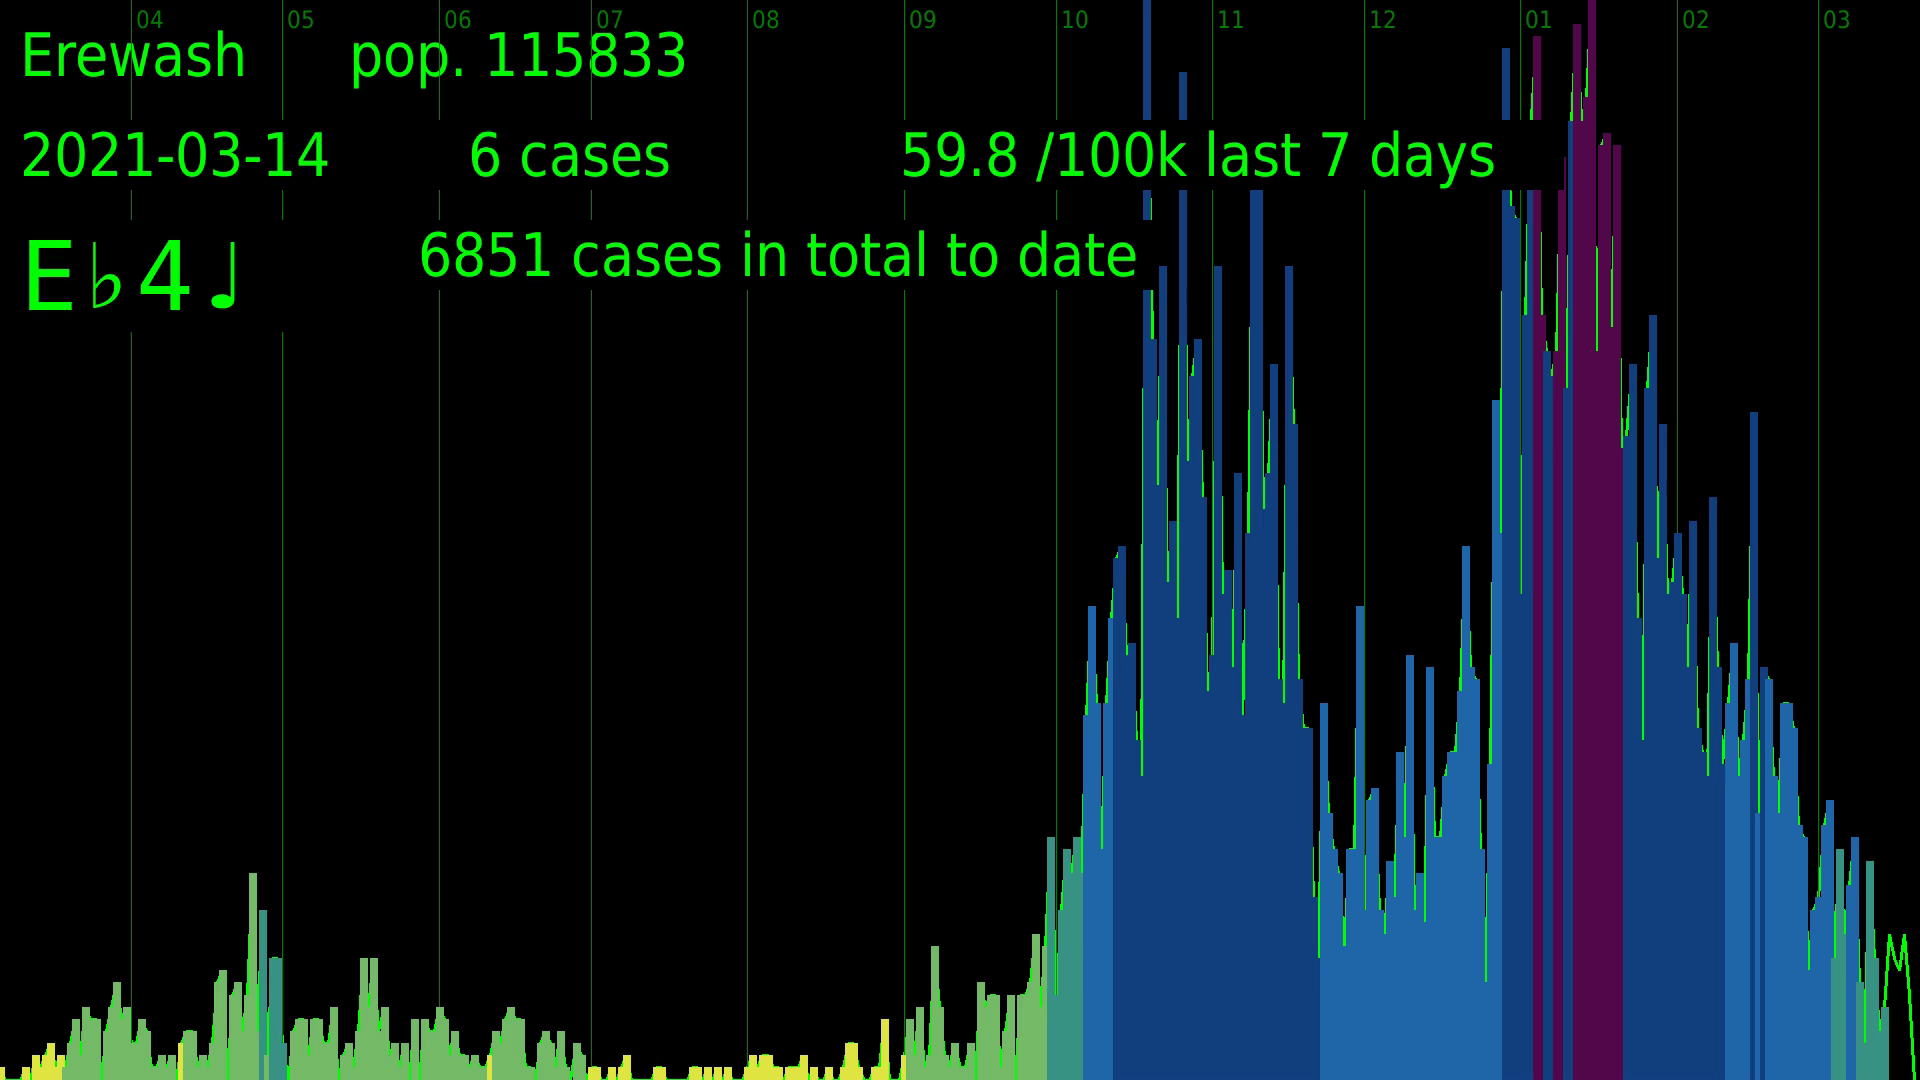 04 05 06 07 08 09 10 11 12 01 02 03
Erewash pop. 115833
2021-03-14 6 cases 59.8 /100k last 7 days
E♭4♩ 6851 cases in total to date